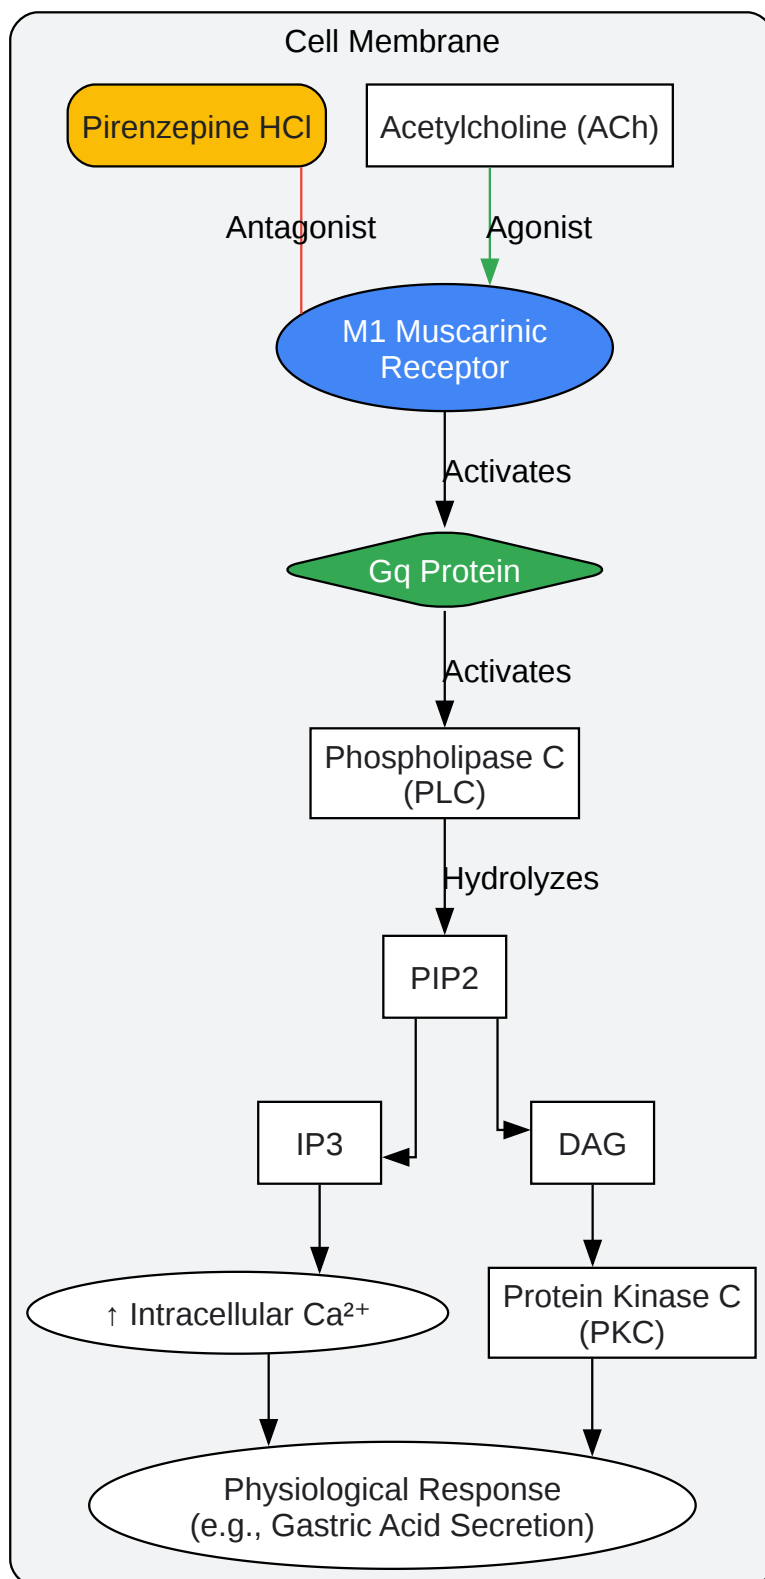 Cell Membrane
Pirenzepine HCl
Acetylcholine (ACh)
Antagonist
Agonist
M1 Muscarinic
Receptor
Activates
Gq Protein
Activates
Phospholipase C
(PLC)
Hydrolyzes
PIP2
IP3
DAG
↑ Intracellular Ca²⁺
Protein Kinase C
(PKC)
Physiological Response
(e.g., Gastric Acid Secretion)